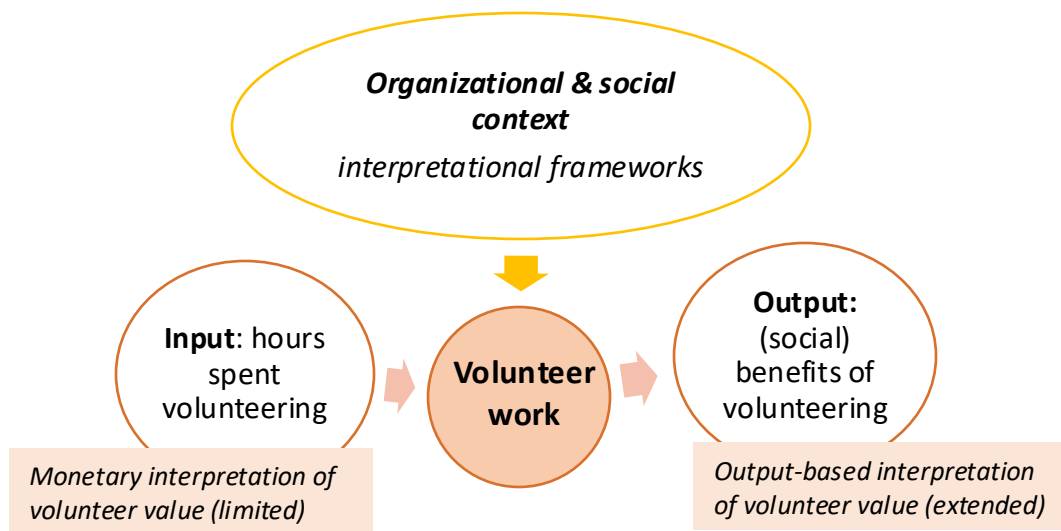 Organizational & social
context
interpretational frameworks
Input: hours
spent
volunteering
Monetary interpretation of
volunteer value (limited)
Volunteer
work
Output:
(social)
benefits of
volunteering
Output-based interpretation
of volunteer value (extended)